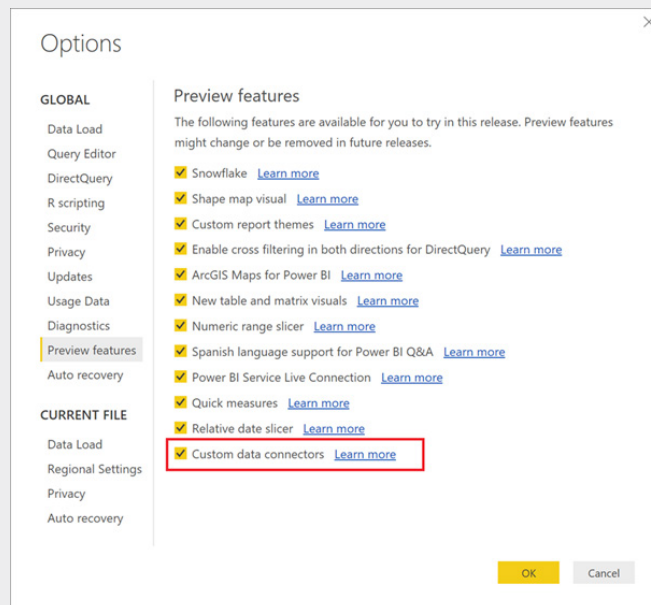 Options
GLOBAL
Data Load
Query Editor
DirectQuery
R scripting
Security
Privacy
Updates
Usage Data
Diagnostics
Preview features
Auto recovery
CURRENT FILE
Data Load
Regional Settings
Privacy
Auto recovery
Preview features
The following features are available for you to try in this release. Preview features
might change or be removed in future releases.
Snowflake Learn more
Shape map visual Learn more
Custom report themes Learn more
Enable cross filtering in both directions for DirectQuery Learn more
ArcGIS Maps for Power BI Learn more
New table and matrix visuals Learn more
Numeric range slicer Learn more
Spanish language support for Power BI Q&A Learn more
Power BI Service Live Connection Learn more
Quick measures Learn more
Relative date slicer Learn more
Custom data connectors Learn more
OK Cancel